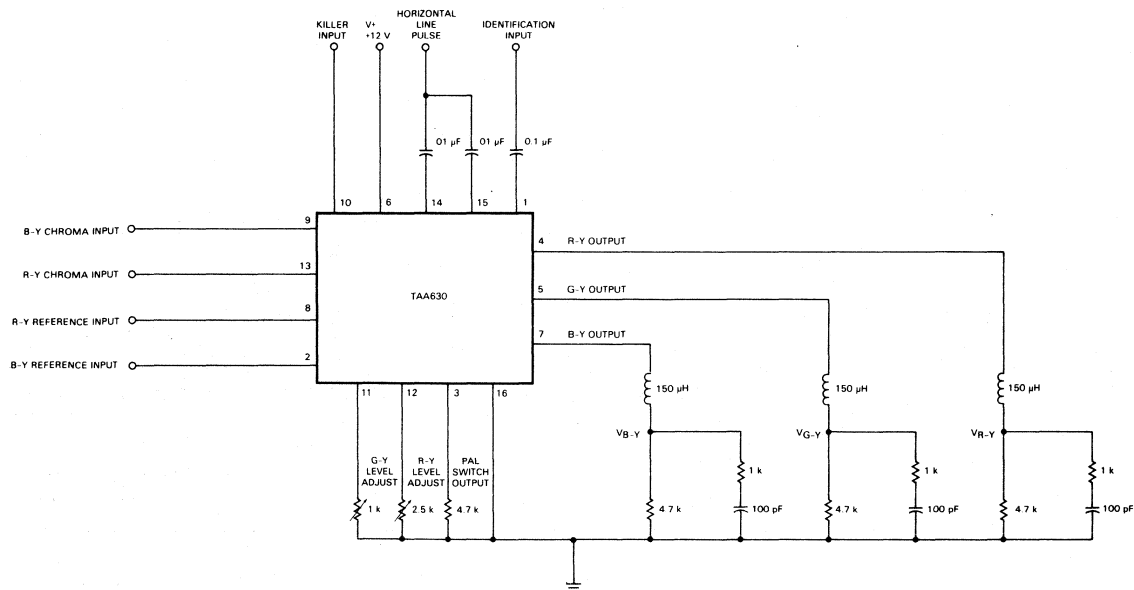 KILLER
INPUT
V+
+12 V
HORIZONTAL
LINE
PULSE
IDENTIFICATION
INPUT
01 µF
01 µF
0.1 µF
10
6
14
15
1
9
B-Y CHROMA INPUT
13
R-Y CHROMA INPUT
8
R-Y REFERENCE INPUT
2
B-Y REFERENCE INPUT
TAA630
4
R-Y OUTPUT
5
G-Y OUTPUT
7
B-Y OUTPUT
11
12
3
16
G-Y
LEVEL
ADJUST
R-Y
LEVEL
ADJUST
PAL
SWITCH
OUTPUT
1 k
2.5 k
4.7 k
150 µH
150 µH
150 µH
VB-Y
VG-Y
VR-Y
1 k
1 k
1 k
4.7 k
100 pF
4.7 k
100 pF
4.7 k
100 pF